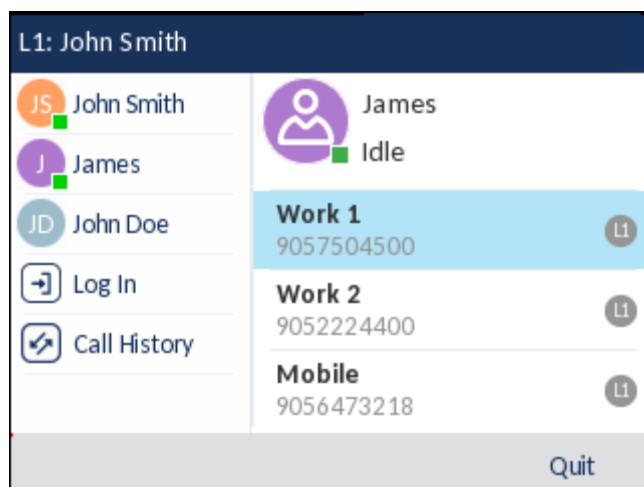 L1: John Smith
JS John Smith
J James
JD John Doe
Log In
Call History
James
Idle
Work 1
9057504500
L1
Work 2
9052224400
L1
Mobile
9056473218
L1
Quit